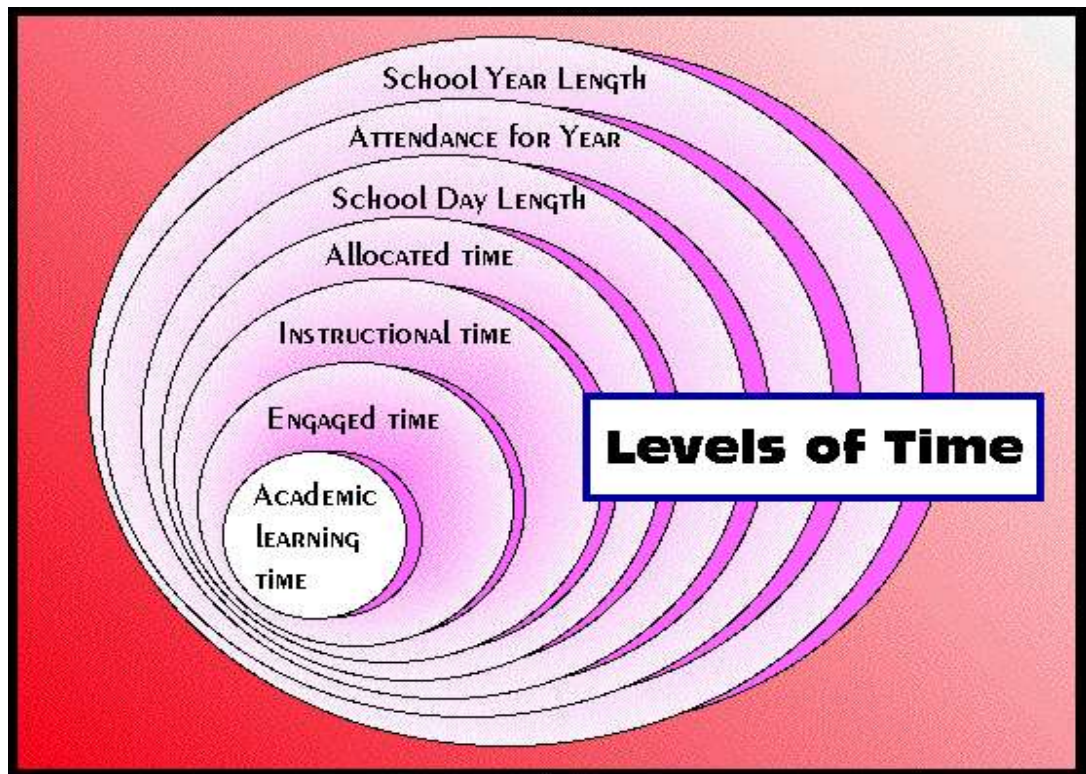 School Year Length
Attendance for Year
School Day Length
Allocated time
Instructional time
Engaged time
Levels of Time
Academic
learning
time